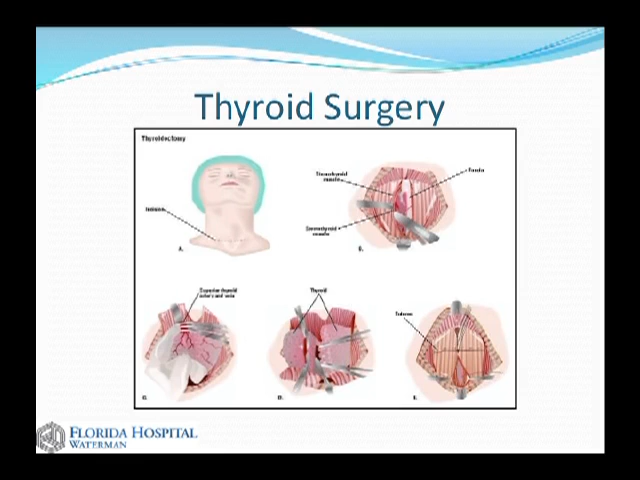 Thyroid Surgery
Thyroidectomy
Incision
A.
Sternothyroid
muscle
Fascia
Sternohyoid
muscle
B.
Superior thyroid
artery and vein
C.
Thyroid
D.
Sutures
E.
FLORIDA HOSPITAL
WATERMAN